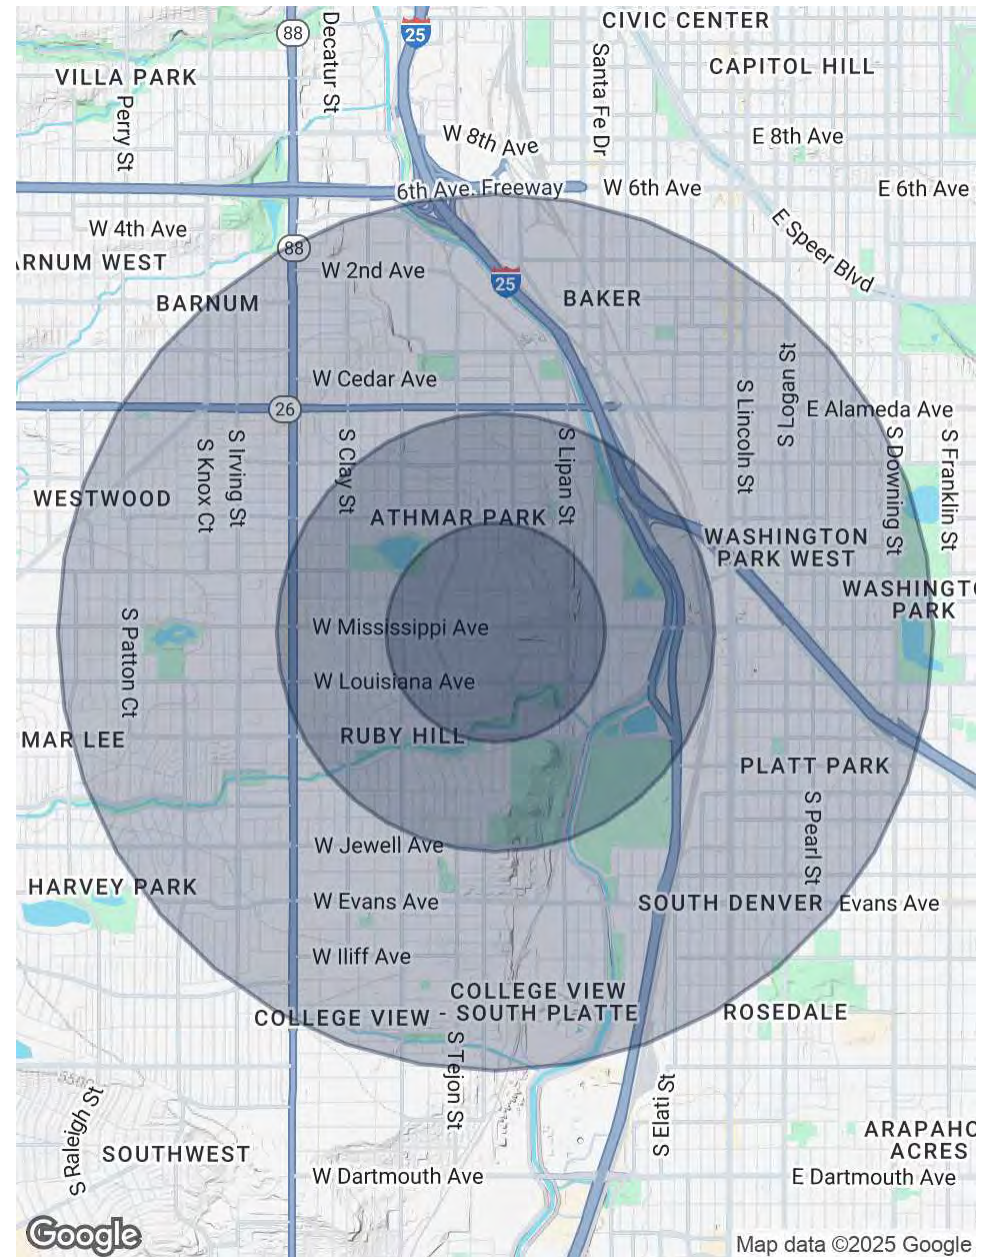 CIVIC CENTER
88
Decatur St
25
VILLA PARK
Perry St
Santa Fe Dr
CAPITOL HILL
W 8th Ave
E 8th Ave
6th Ave. Freeway
W 6th Ave
E 6th Ave
W 4th Ave
E Speer Blvd
88
ARNUM WEST
W 2nd Ave
25
BARNUM
BAKER
W Cedar Ave
S Lincoln St
S Logan St
26
E Alameda Ave
S Knox Ct
S Irving St
S Clay St
S Lipan St
S Downing St
S Franklin St
WESTWOOD
ATHMAR PARK
WASHINGTON
PARK WEST
WASHINGT
PARK
S Patton Ct
W Mississippi Ave
W Louisiana Ave
MAR LEE
RUBY HILL
PLATT PARK
S Pearl St
W Jewell Ave
HARVEY PARK
W Evans Ave
SOUTH DENVER
Evans Ave
W Iliff Ave
COLLEGE VIEW
COLLEGE VIEW - SOUTH PLATTE
ROSEDALE
S Tejon St
S Raleigh St
S Elati St
SOUTHWEST
ARAPAHO
ACRES
W Dartmouth Ave
E Dartmouth Ave
Google
Map data ©2025 Google